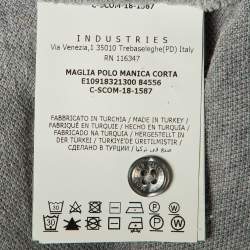 C-SCOM-18-1587
INDUSTRIES
Via Venezia,1 35010 Trebaseleghe(PD) Italy
RN 116347
MAGLIA POLO MANICA CORTA
E10918321300 84556
C-SCOM-18-1587
FABBRICATO IN TURCHIA / MADE IN TURKEY /
FABRIQUÉ EN TURQUIE / HECHO EN TURQUÍA /
FABRICADO NA TURQUIA / HERGESTELLT IN
DER TÜRKEI / TÜRKİYE'DE ÜRETİLMİŞTİR /
СДЕЛАНО В ТУРЦИИ /